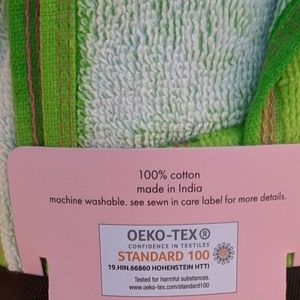 100% cotton
made in India
machine washable. see sewn in care label for more details.
OEKO-TEX®
CONFIDENCE IN TEXTILES
STANDARD 100
19.HIN.66860 HOHENSTEIN HTTI
Tested for harmful substances.
www.oeko-tex.com/standard100